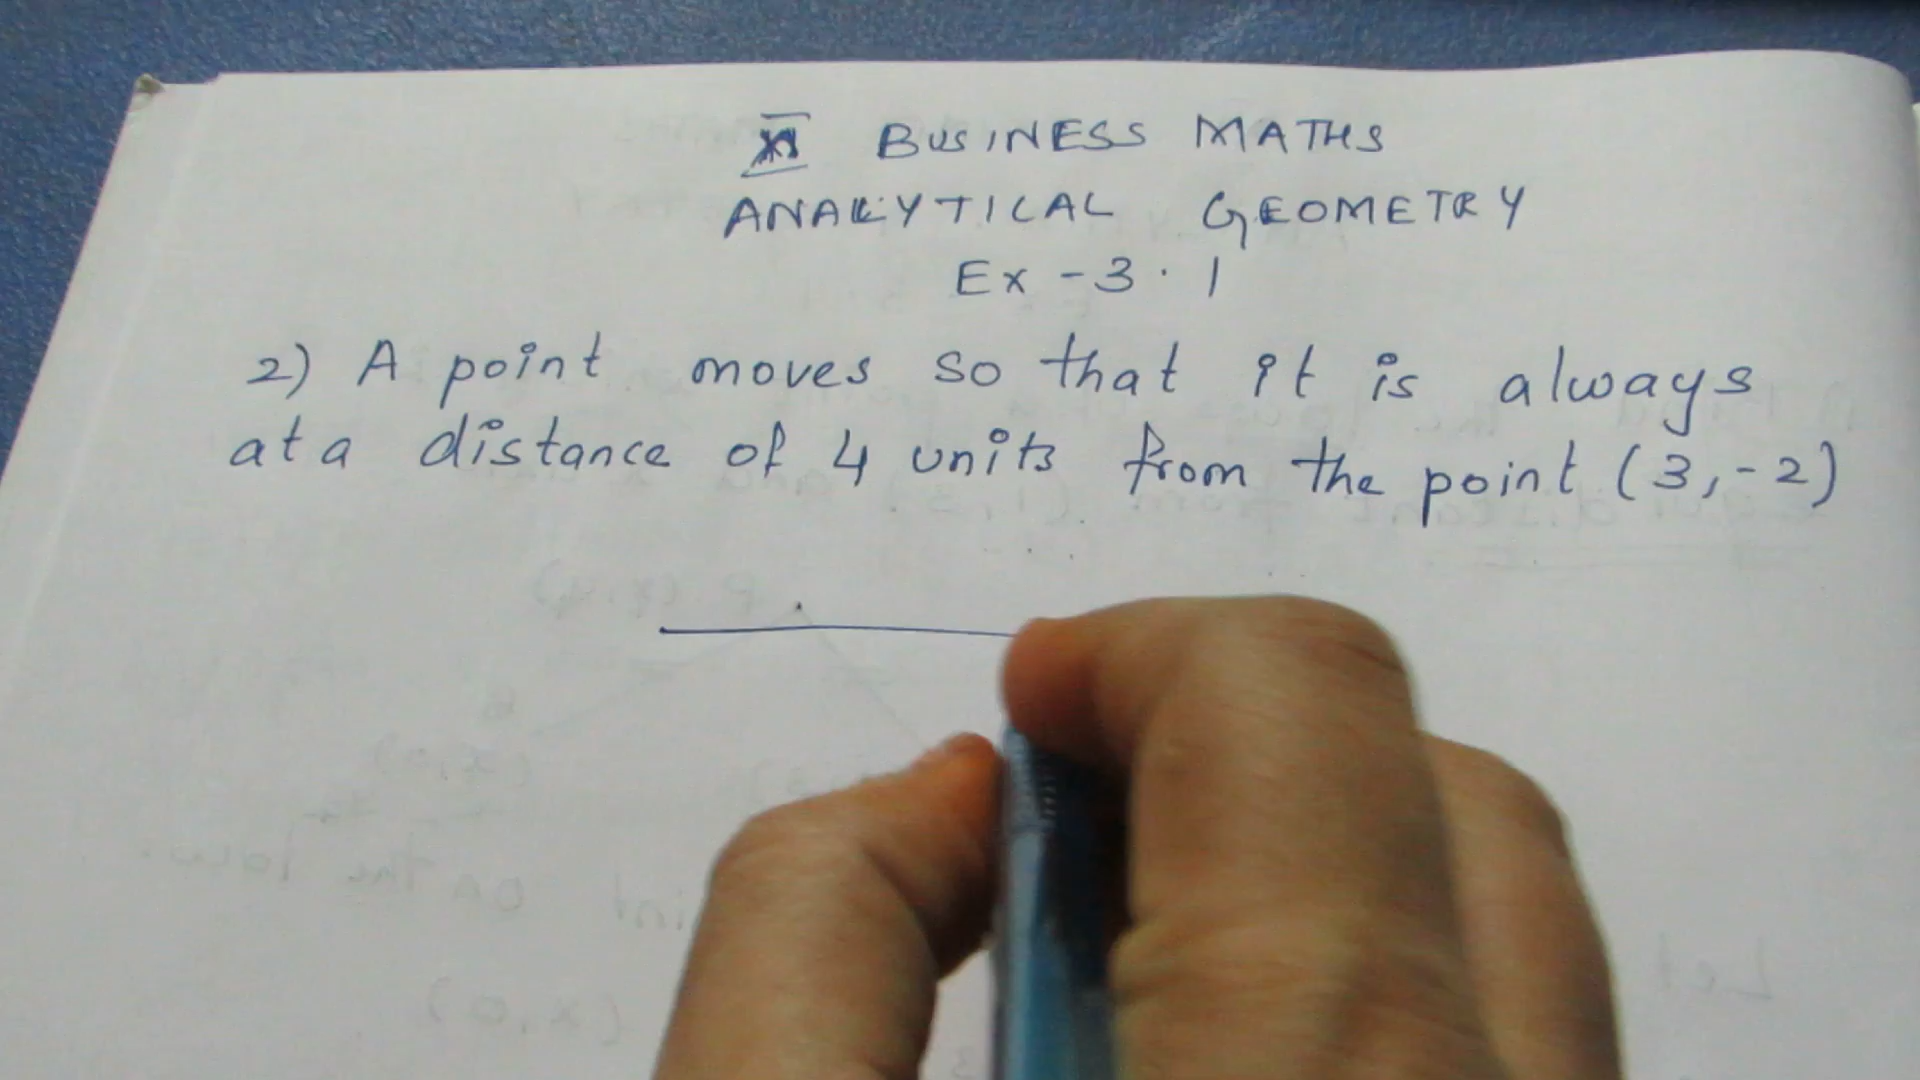 XI BUSINESS MATHS
ANALYTICAL GEOMETRY
Ex - 3.1
2) A point moves so that it is always
at a distance of 4 units from the point (3,-2)